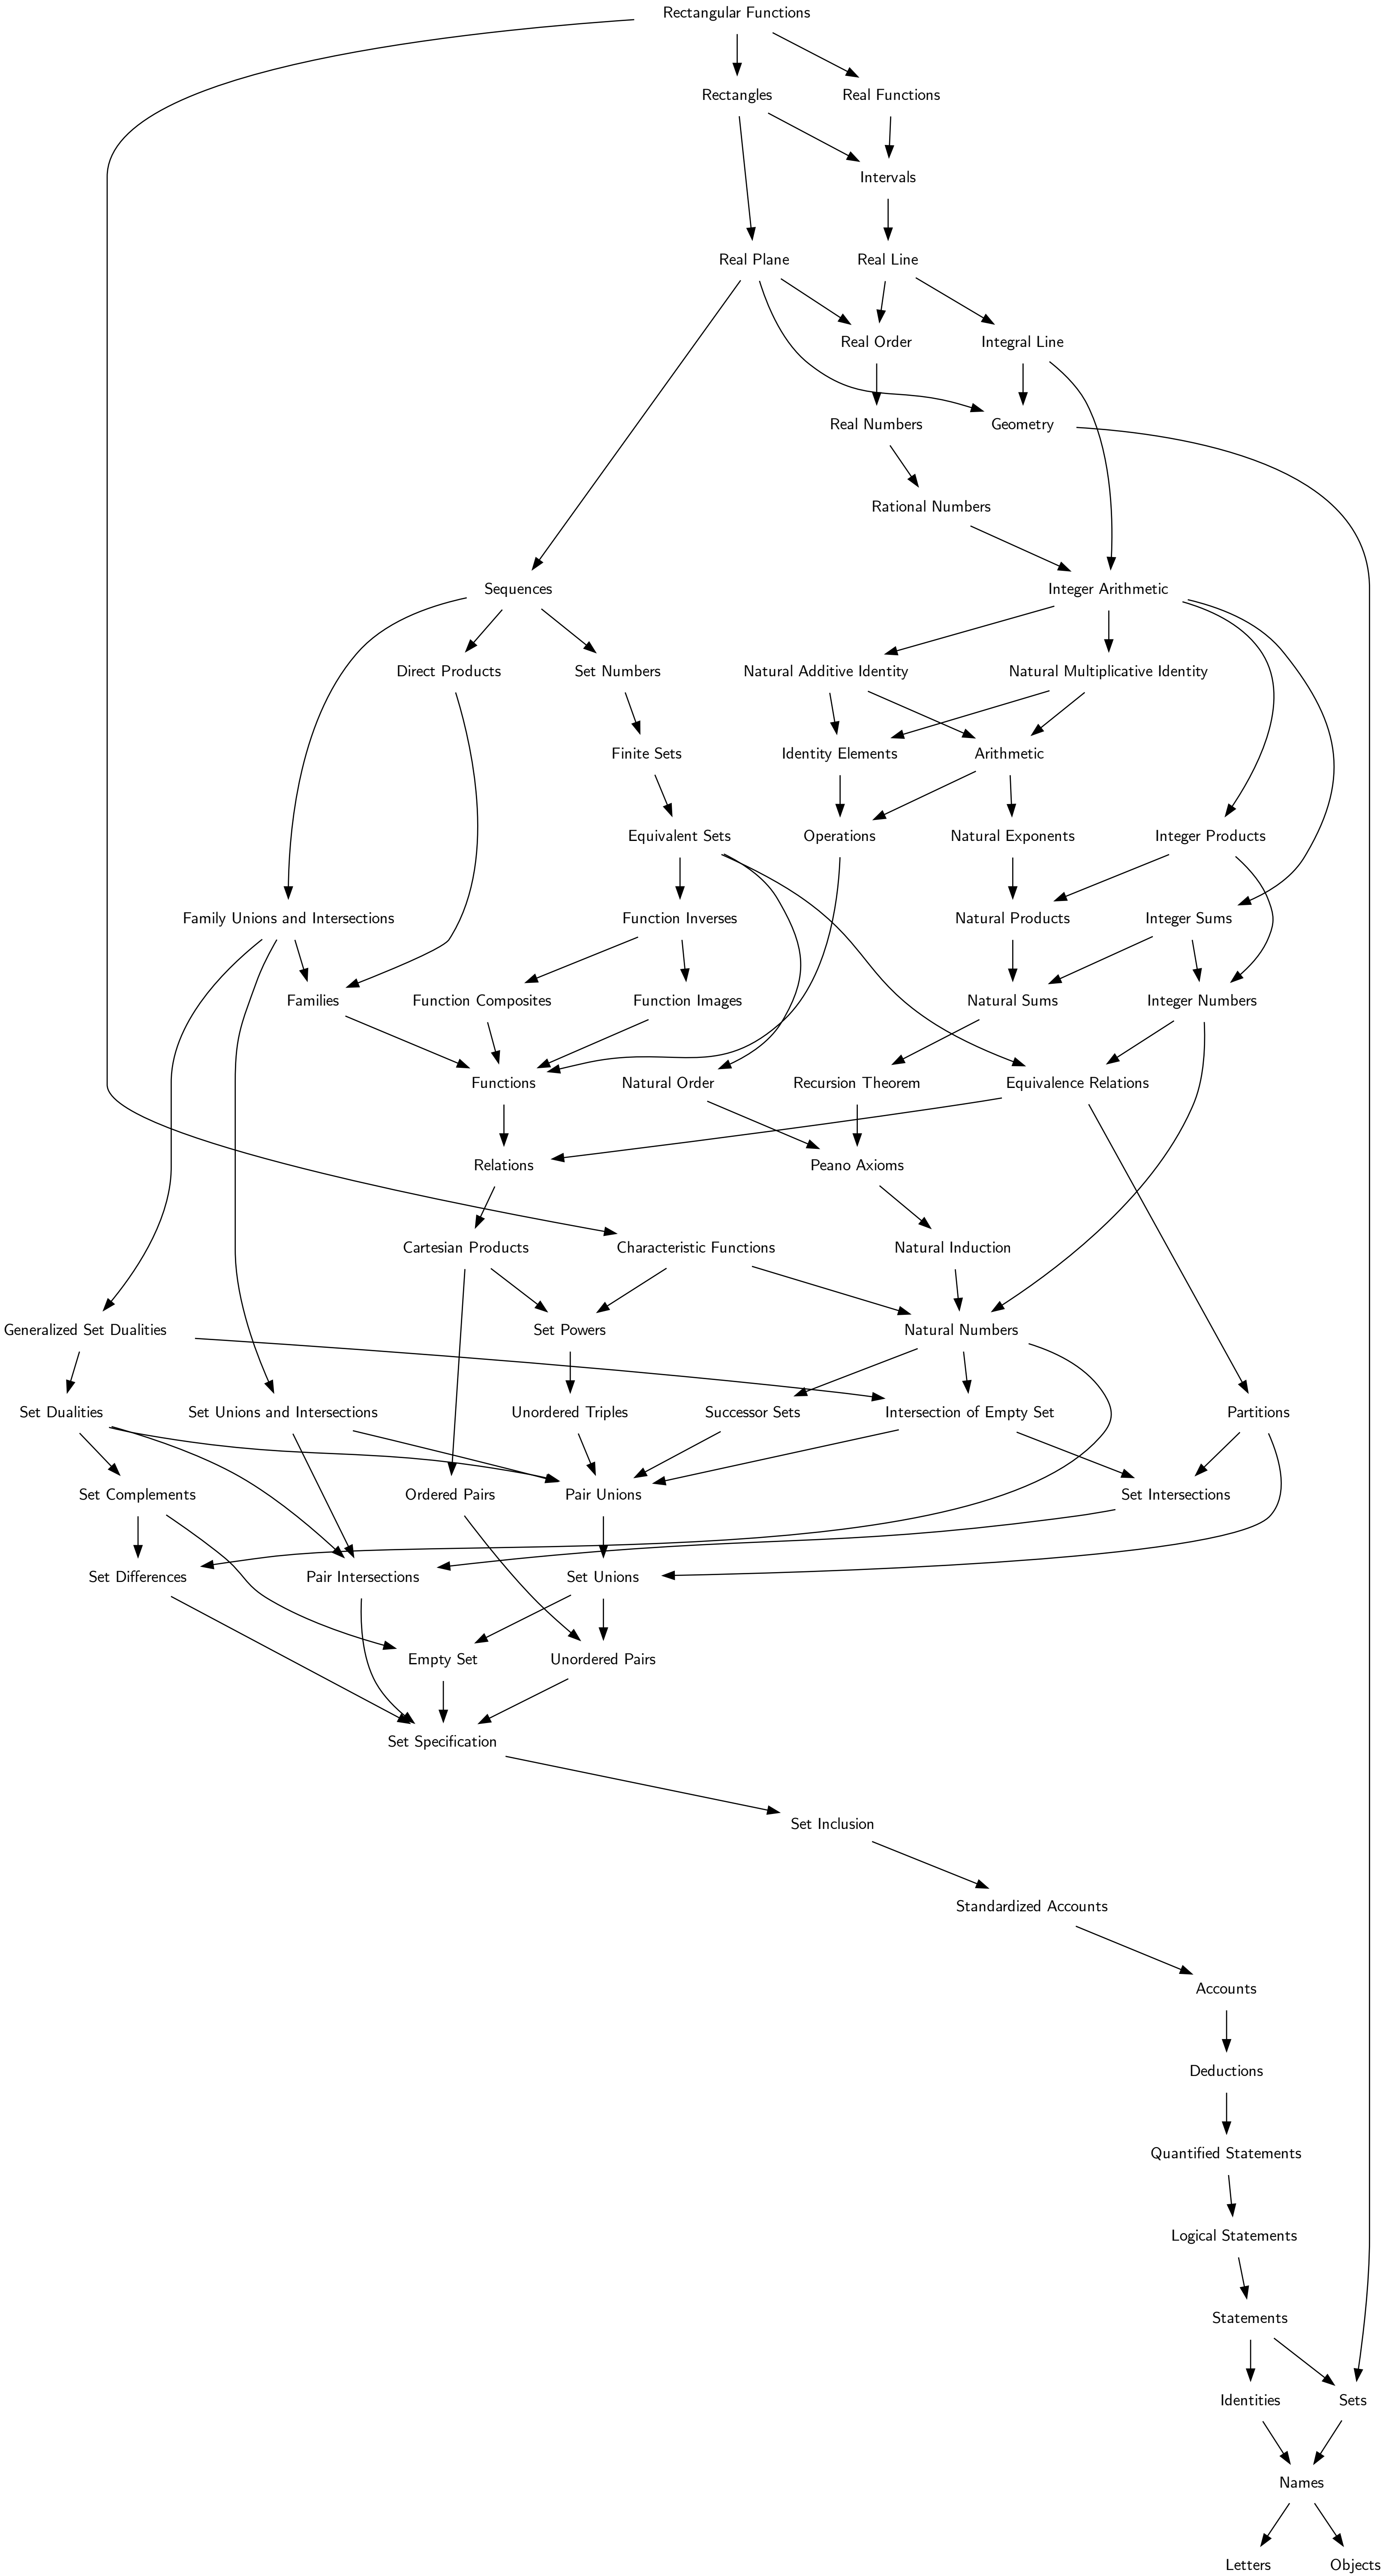 Rectangular Functions
Rectangles
Real Functions
Intervals
Real Plane
Real Line
Real Order
Integral Line
Real Numbers
Geometry
Rational Numbers
Sequences
Integer Arithmetic
Direct Products
Set Numbers
Natural Additive Identity
Natural Multiplicative Identity
Finite Sets
Identity Elements
Arithmetic
Equivalent Sets
Operations
Natural Exponents
Integer Products
Family Unions and Intersections
Function Inverses
Natural Products
Integer Sums
Families
Function Composites
Function Images
Natural Sums
Integer Numbers
Functions
Natural Order
Recursion Theorem
Equivalence Relations
Relations
Peano Axioms
Cartesian Products
Characteristic Functions
Natural Induction
Generalized Set Dualities
Set Powers
Natural Numbers
Set Dualities
Set Unions and Intersections
Unordered Triples
Successor Sets
Intersection of Empty Set
Partitions
Set Complements
Ordered Pairs
Pair Unions
Set Intersections
Set Differences
Pair Intersections
Set Unions
Empty Set
Unordered Pairs
Set Specification
Set Inclusion
Standardized Accounts
Accounts
Deductions
Quantified Statements
Logical Statements
Statements
Identities
Sets
Names
Letters
Objects